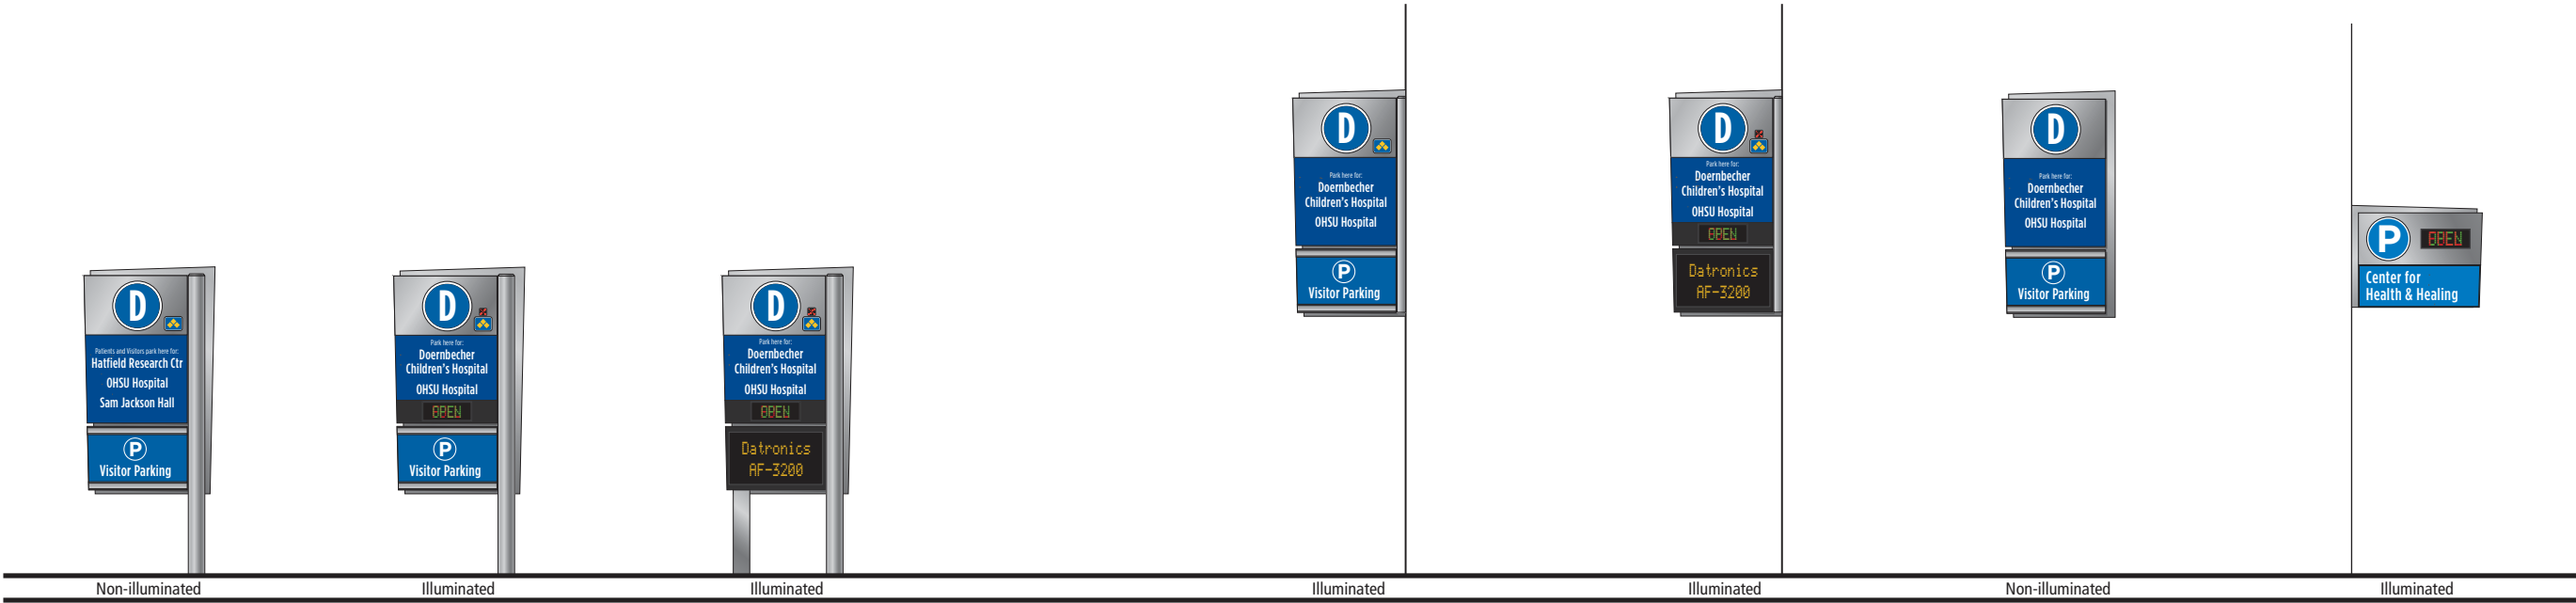 D
Patients and Visitors park here for:
Hatfield Research Ctr
OHSU Hospital
Sam Jackson Hall
P
Visitor Parking
Non-illuminated
D
Park here for:
Doernbecher
Children's Hospital
OHSU Hospital
OPEN
P
Visitor Parking
Illuminated
D
Park here for:
Doernbecher
Children's Hospital
OHSU Hospital
OPEN
Datronics
AF-3200
Illuminated
D
Park here for:
Doernbecher
Children's Hospital
OHSU Hospital
P
Visitor Parking
Illuminated
D
Park here for:
Doernbecher
Children's Hospital
OHSU Hospital
OPEN
Datronics
AF-3200
Illuminated
D
Park here for:
Doernbecher
Children's Hospital
OHSU Hospital
P
Visitor Parking
Non-illuminated
P OPEN
Center for
Health & Healing
Illuminated